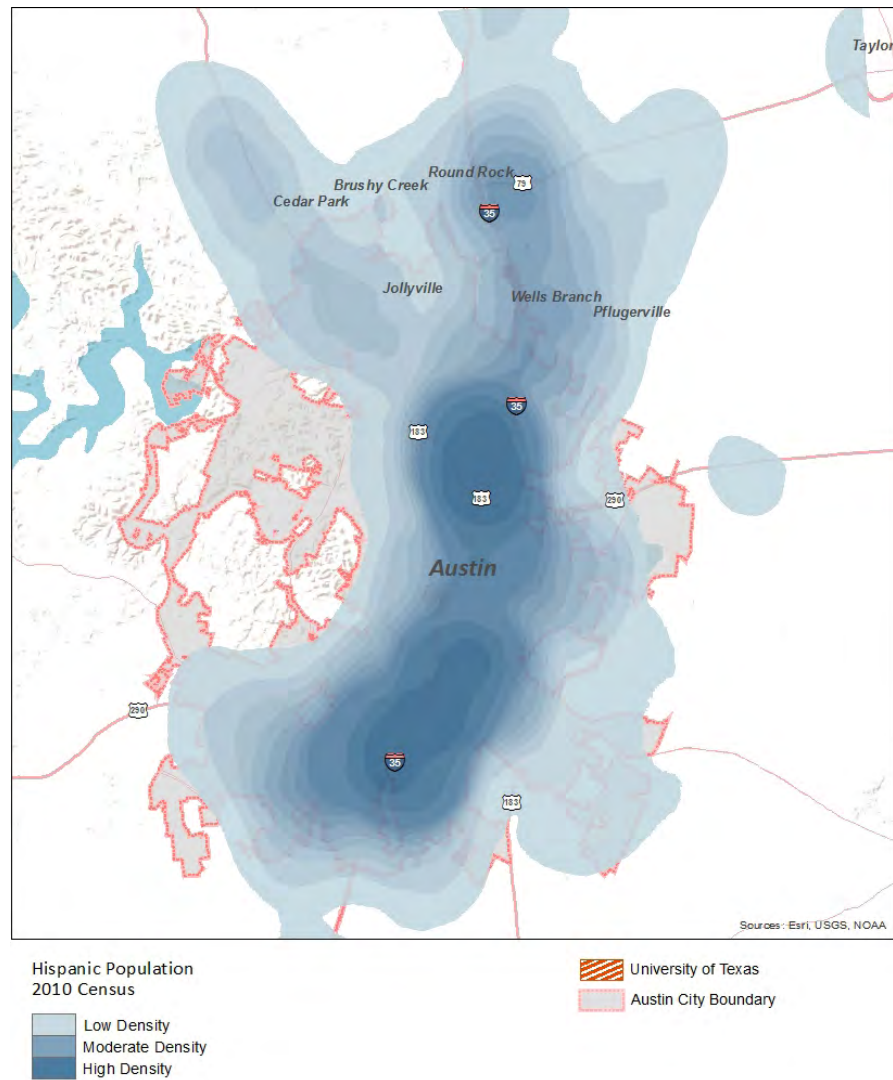 Taylor
Round Rock
Brushy Creek
79
Cedar Park
35
Jollyville
Wells Branch
Pflugerville
35
183
183
290
Austin
290
35
183
Sources: Esri, USGS, NOAA
Hispanic Population
2010 Census
Low Density
Moderate Density
High Density
University of Texas
Austin City Boundary